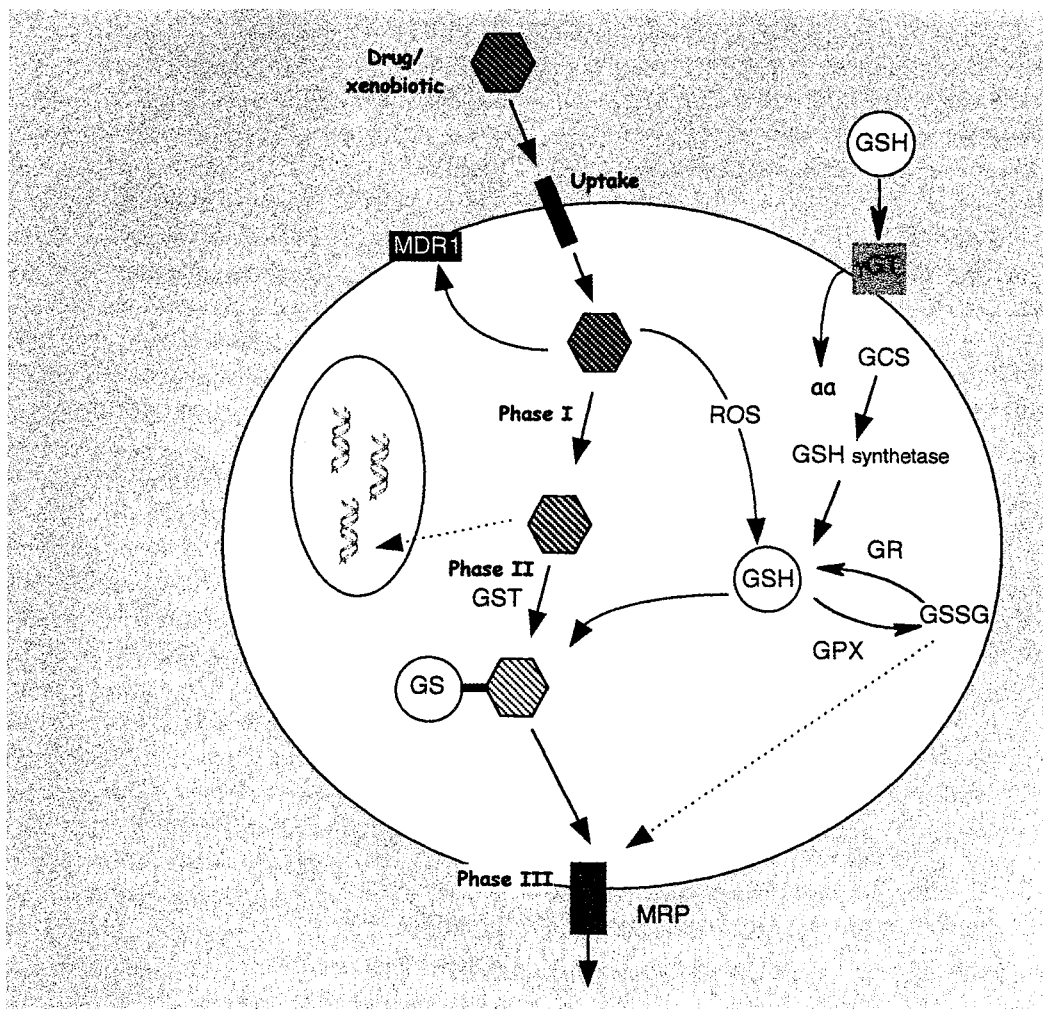 Drug/
xenobiotic
GSH
Uptake
MDR1
γGT
GCS
aa
Phase I
ROS
GSH synthetase
GR
GSH
Phase II
GST
GSSG
GPX
GS
Phase III
MRP